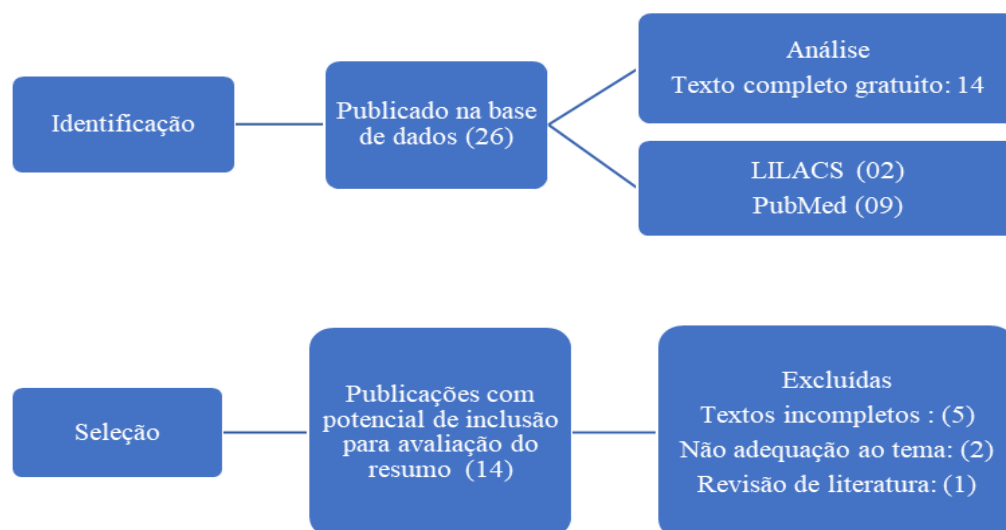 Identificação
Publicado na base
de dados (26)
Análise
Texto completo gratuito: 14
LILACS (02)
PubMed (09)
Seleção
Publicações com
potencial de inclusão
para avaliação do
resumo (14)
Excluídas
Textos incompletos : (5)
Não adequação ao tema: (2)
Revisão de literatura: (1)